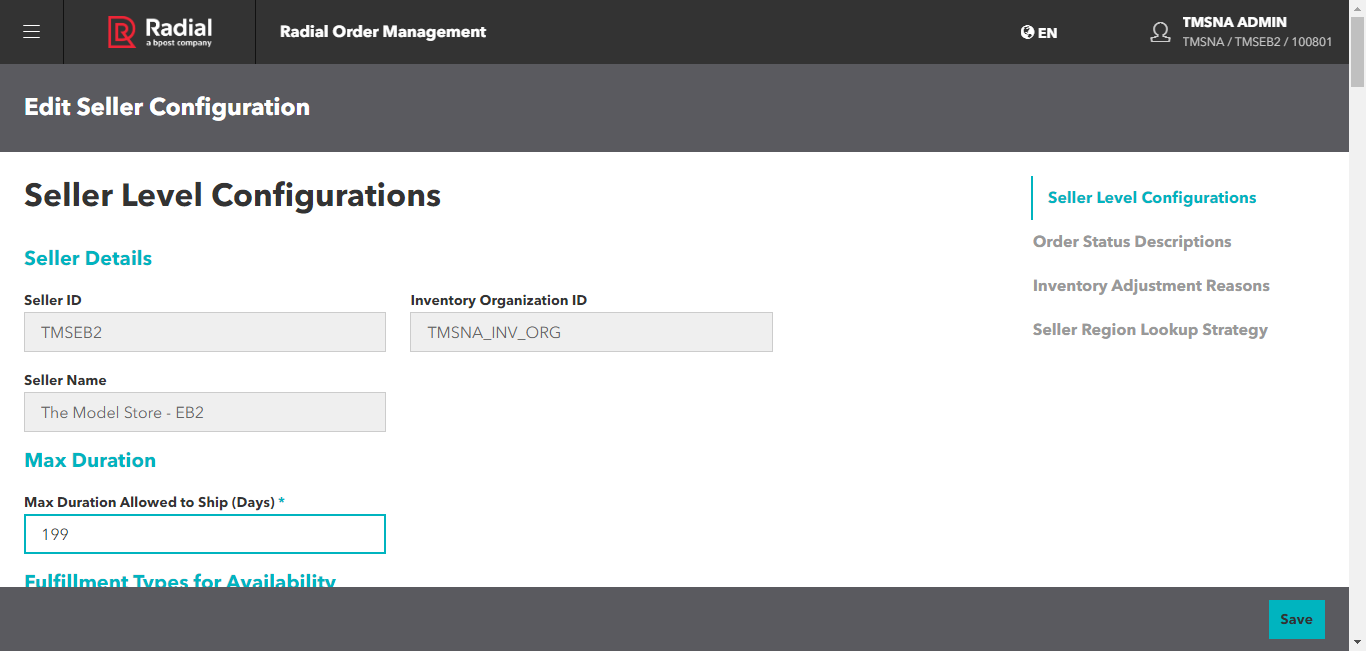 Radial
a bpost company
Radial Order Management
EN
TMSNA ADMIN
TMSNA / TMSEB2 / 100801
Edit Seller Configuration
Seller Level Configurations
Seller Details
Seller ID
Inventory Organization ID
TMSEB2
TMSNA_INV_ORG
Seller Name
The Model Store - EB2
Max Duration
Max Duration Allowed to Ship (Days) *
199
Fulfillment Types for Availability
Seller Level Configurations
Order Status Descriptions
Inventory Adjustment Reasons
Seller Region Lookup Strategy
Save